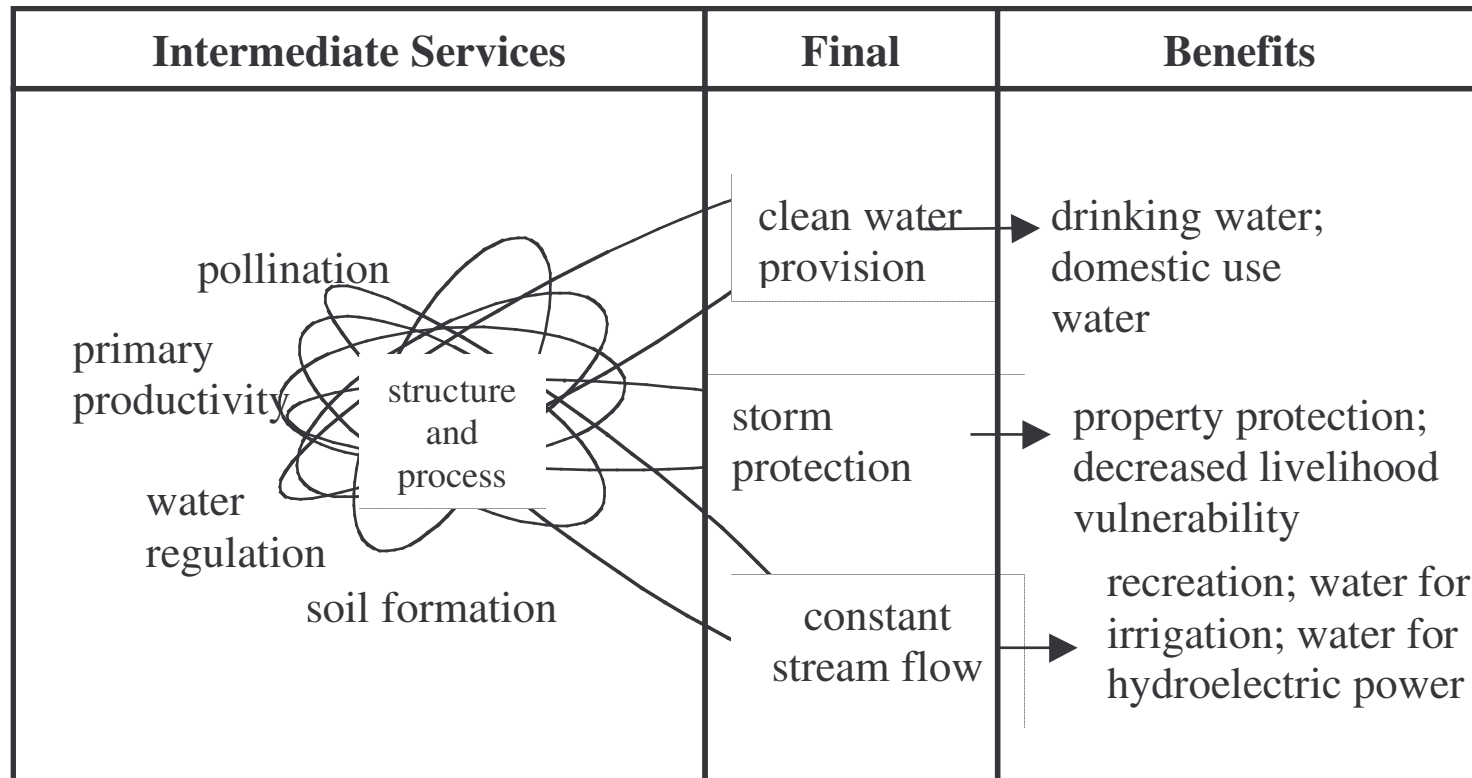 Intermediate Services
Final
Benefits
pollination
primary
productivity
water
regulation
soil formation
structure
and
process
clean water
provision
storm
protection
constant
stream flow
drinking water;
domestic use
water
property protection;
decreased livelihood
vulnerability
recreation; water for
irrigation; water for
hydroelectric power